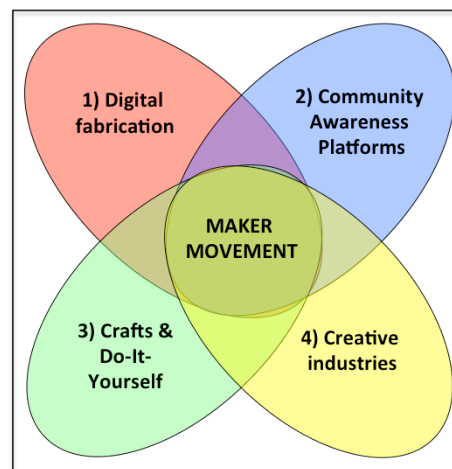 1) Digital
fabrication
2) Community
Awareness
Platforms
MAKER
MOVEMENT
3) Crafts &
Do-It-
Yourself
4) Creative
industries